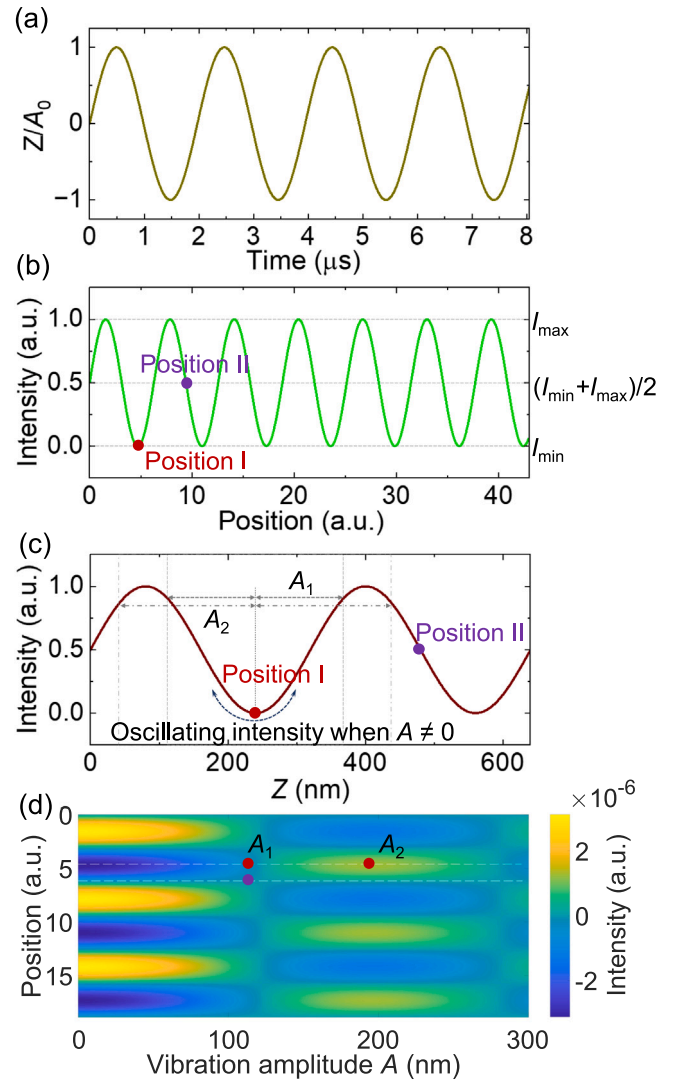 (a)
1
0
−1
Z/A0
0 1 2 3 4 5 6 7 8
Time (μs)
(b)
1.0
0.5
0.0
Intensity (a.u.)
Position II
Position I
Imax
(Imin+Imax)/2
Imin
0 10 20 30 40
Position (a.u.)
(c)
1.0
0.5
0.0
Intensity (a.u.)
A1
A2
Position II
Position I
Oscillating intensity when A ≠ 0
0 200 400 600
Z (nm)
(d)
×10-6
0
5
10
15
Position (a.u.)
A1
A2
2
0
-2
Intensity (a.u.)
0 100 200 300
Vibration amplitude A (nm)